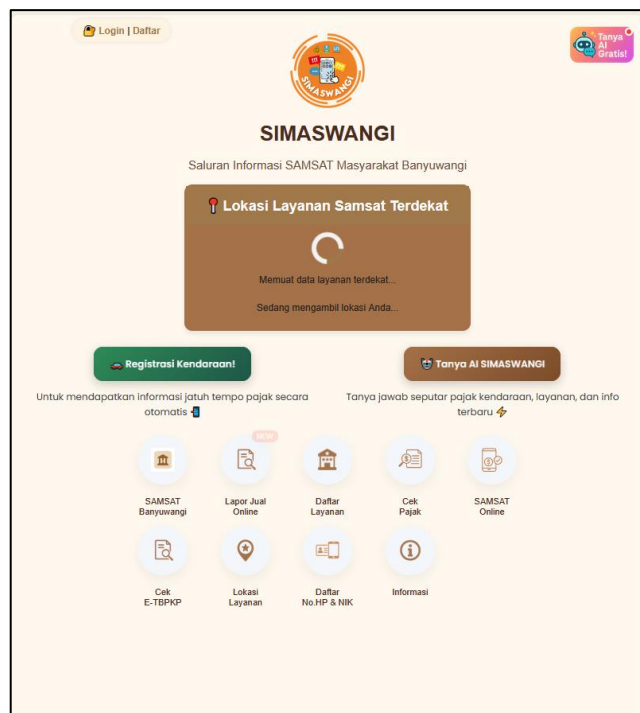 Login | Daftar
Tanya
AI
Gratis!
SIMASWANGI
SIMASWANGI
Saluran Informasi SAMSAT Masyarakat Banyuwangi
Lokasi Layanan Samsat Terdekat
Memuat data layanan terdekat...
Sedang mengambil lokasi Anda...
Registrasi Kendaraan!
Untuk mendapatkan informasi jatuh tempo pajak secara
otomatis
Tanya AI SIMASWANGI
Tanya jawab seputar pajak kendaraan, layanan, dan info
terbaru
NEW
SAMSAT
Banyuwangi
Lapor Jual
Online
Daftar
Layanan
Cek
Pajak
SAMSAT
Online
Cek
E-TBPKP
Lokasi
Layanan
Daftar
No.HP & NIK
Informasi